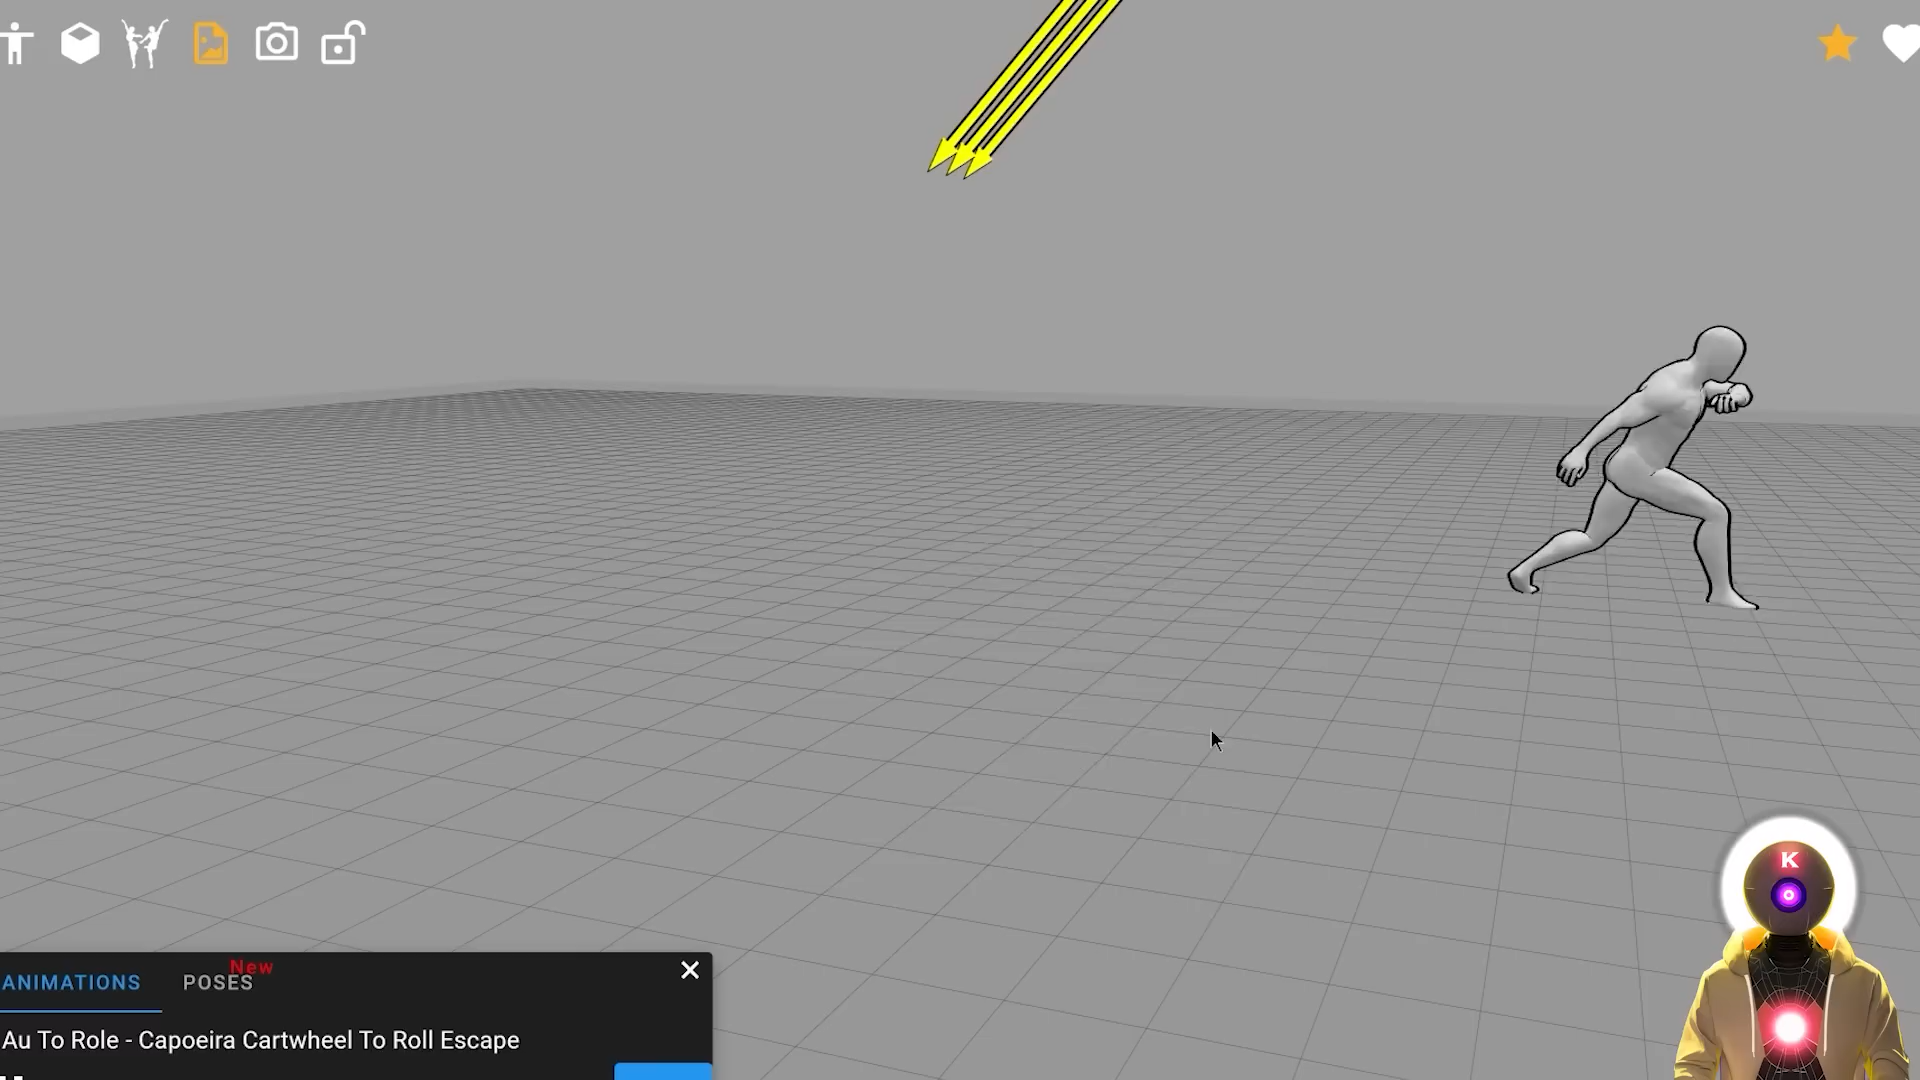 K
New
ANIMATIONS
POSES
Au To Role - Capoeira Cartwheel To Roll Escape